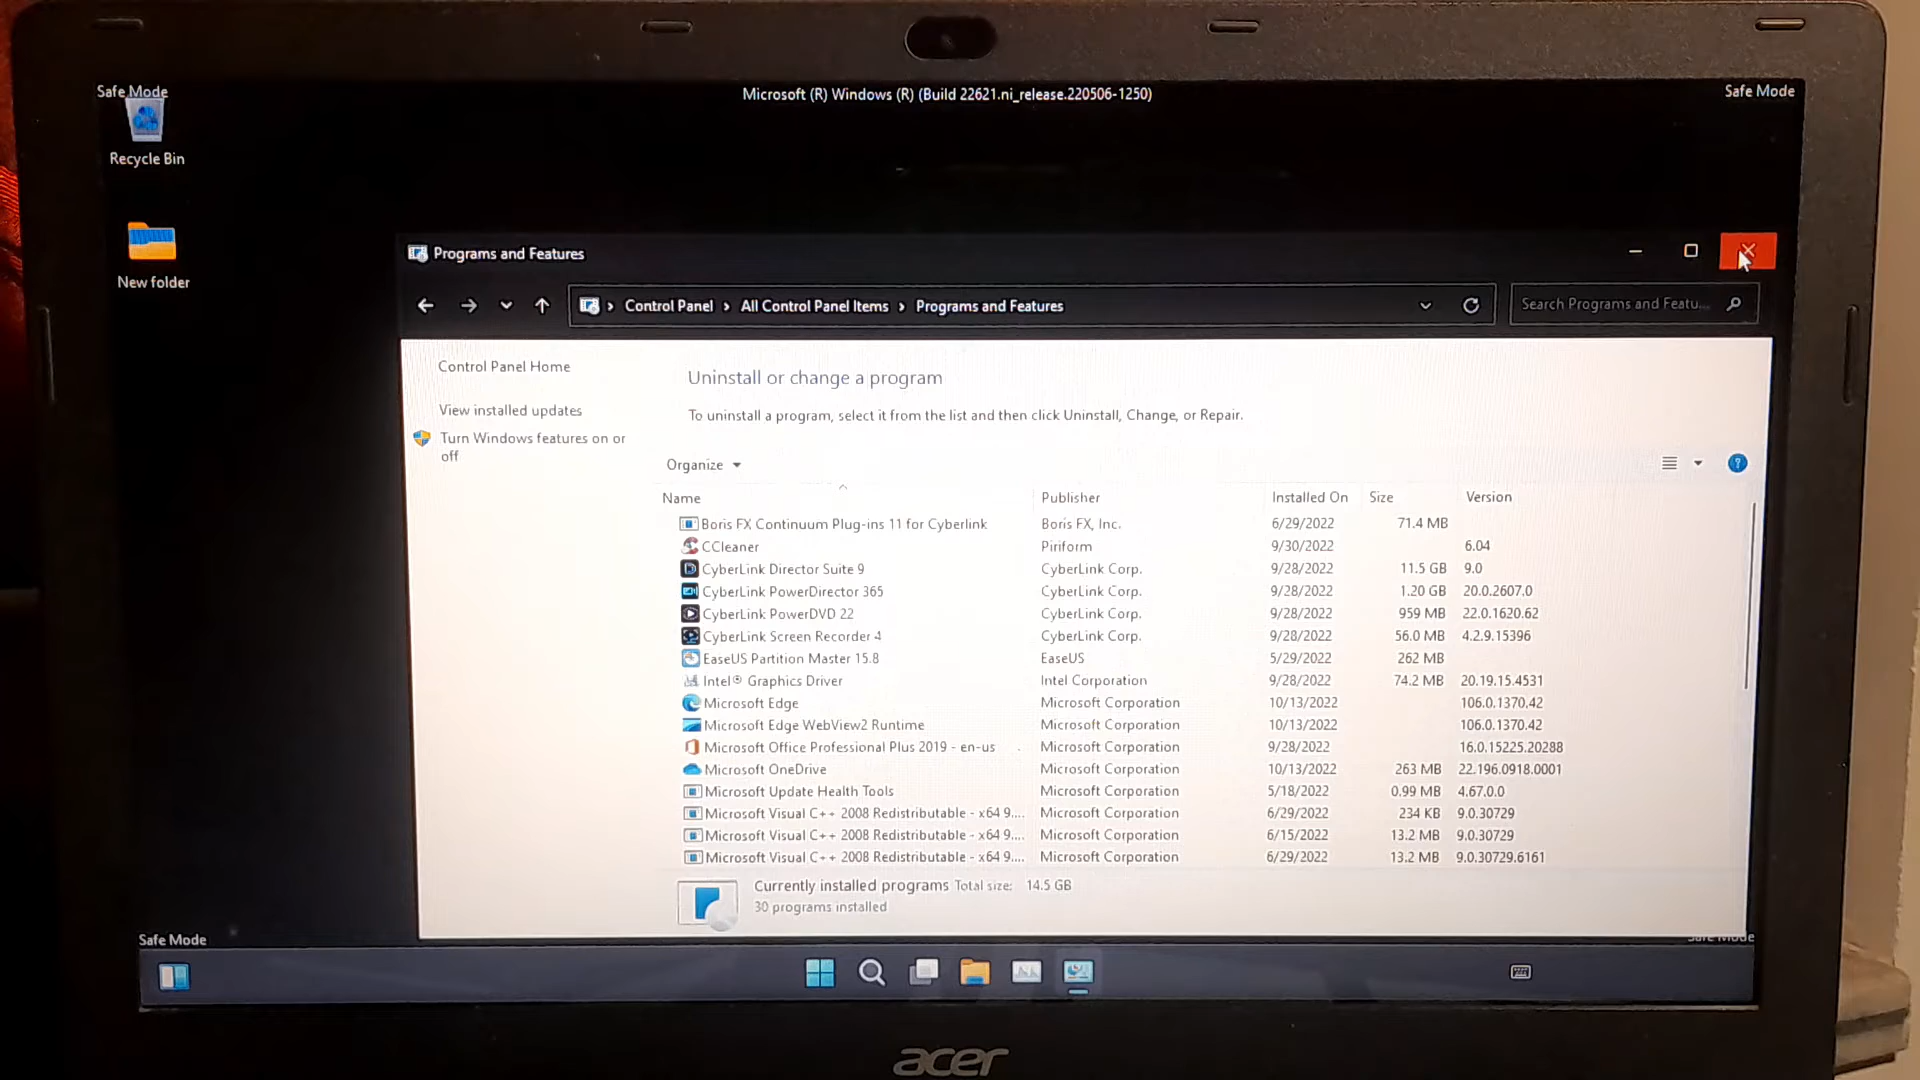 Safe Mode
Microsoft (R) Windows (R) (Build 22621.ni_release.220506-1250)
Safe Mode
Recycle Bin
New folder
Programs and Features
Control Panel > All Control Panel Items > Programs and Features
Search Programs and Featu...
Control Panel Home
View installed updates
Turn Windows features on or
off
Uninstall or change a program
To uninstall a program, select it from the list and then click Uninstall, Change, or Repair.
Organize
Name Publisher Installed On Size Version
Boris FX Continuum Plug-ins 11 for Cyberlink Boris FX, Inc. 6/29/2022 71.4 MB
CCleaner Piriform 9/30/2022 6.04
CyberLink Director Suite 9 CyberLink Corp. 9/28/2022 11.5 GB 9.0
CyberLink PowerDirector 365 CyberLink Corp. 9/28/2022 1.20 GB 20.0.2607.0
CyberLink PowerDVD 22 CyberLink Corp. 9/28/2022 959 MB 22.0.1620.62
CyberLink Screen Recorder 4 CyberLink Corp. 9/28/2022 56.0 MB 4.2.9.15396
EaseUS Partition Master 15.8 EaseUS 5/29/2022 262 MB
Intel® Graphics Driver Intel Corporation 9/28/2022 74.2 MB 20.19.15.4531
Microsoft Edge Microsoft Corporation 10/13/2022 106.0.1370.42
Microsoft Edge WebView2 Runtime Microsoft Corporation 10/13/2022 106.0.1370.42
Microsoft Office Professional Plus 2019 - en-us Microsoft Corporation 9/28/2022 16.0.15225.20288
Microsoft OneDrive Microsoft Corporation 10/13/2022 263 MB 22.196.0918.0001
Microsoft Update Health Tools Microsoft Corporation 5/18/2022 0.99 MB 4.67.0.0
Microsoft Visual C++ 2008 Redistributable - x64 9.... Microsoft Corporation 6/29/2022 234 KB 9.0.30729
Microsoft Visual C++ 2008 Redistributable - x64 9.... Microsoft Corporation 6/15/2022 13.2 MB 9.0.30729
Microsoft Visual C++ 2008 Redistributable - x64 9.... Microsoft Corporation 6/29/2022 13.2 MB 9.0.30729.6161
Currently installed programs Total size: 14.5 GB
30 programs installed
Safe Mode
Safe Mode
acer